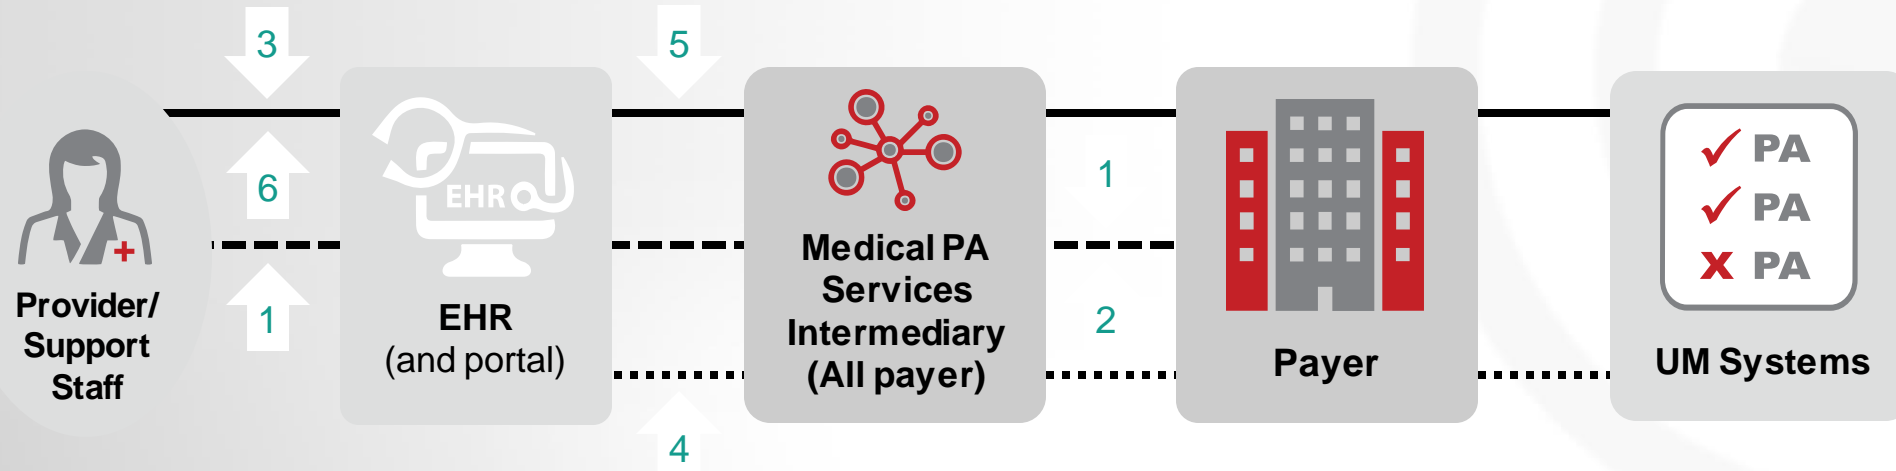 3
5
6
1
1
2
4
Provider/
Support
Staff
EHR
EHR
(and portal)
Medical PA
Services
Intermediary
(All payer)
Payer
PA
PA
X PA
UM Systems